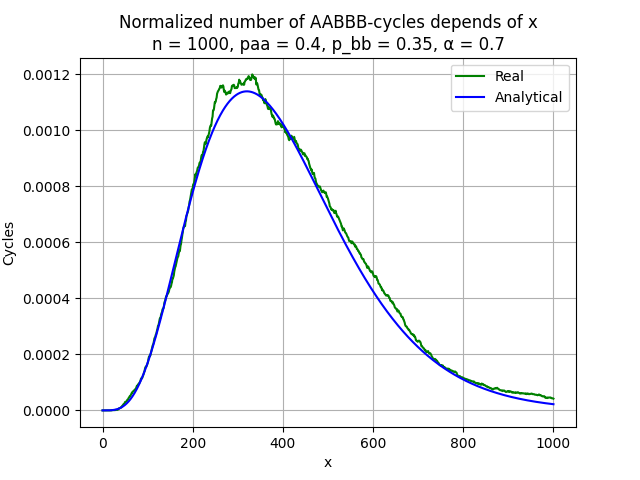 Normalized number of AABBB-cycles depends of x
n = 1000, paa = 0.4, p_bb = 0.35, α = 0.7
Real
Analytical
0.0012
0.0010
0.0008
0.0006
0.0004
0.0002
0.0000
Cycles
0 200 400 600 800 1000
x